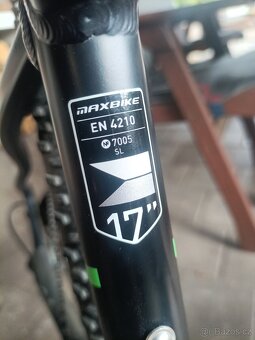 MAXBIKE
EN 4210
7005
SL
17"
© Bazos.cz